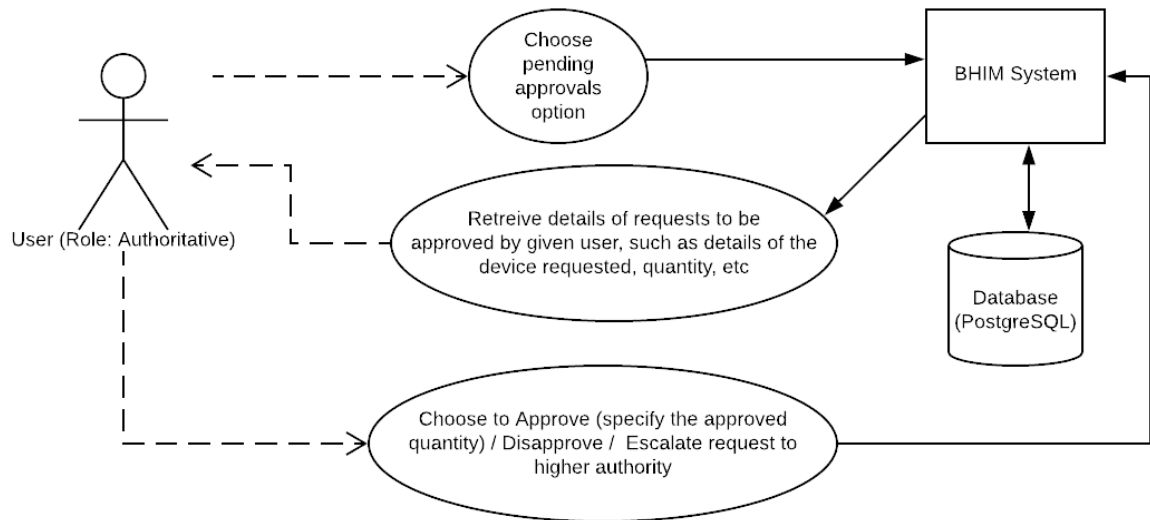 Choose
pending
approvals
option
BHIM System
User (Role: Authoritative)
Retreive details of requests to be
approved by given user, such as details of the
device requested, quantity, etc
Database
(PostgreSQL)
Choose to Approve (specify the approved
quantity) / Disapprove / Escalate request to
higher authority